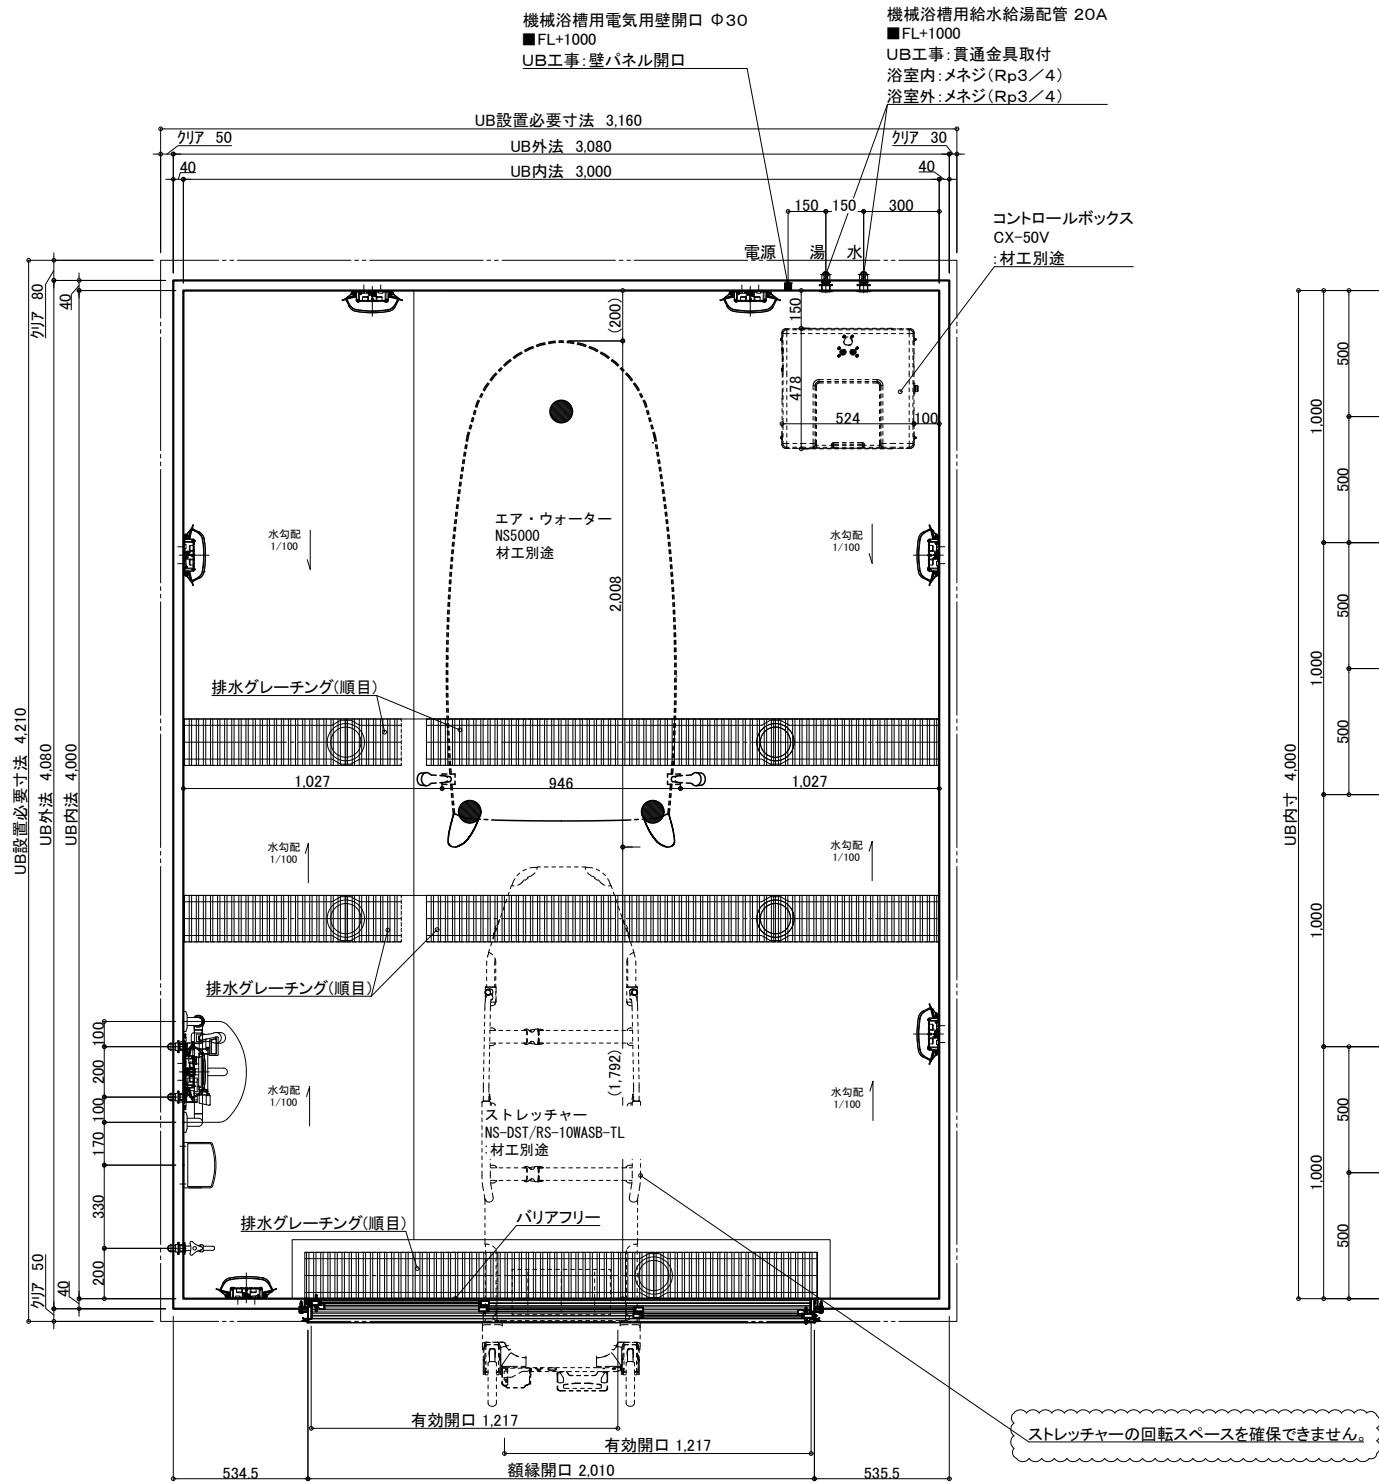 機械浴槽用電気用壁開口 Φ30
■FL+1000
UB工事:壁パネル開口
機械浴槽用給水給湯配管 20A
■FL+1000
UB工事:貫通金具取付
浴室内:メネジ(Rp3/4)
浴室外:メネジ(Rp3/4)
UB設置必要寸法 3,160
クリア 50
UB外法 3,080
クリア 30
40
UB内法 3,000
40
150
150
300
コントロールボックス
CX-50V
:材工別途
電源
湯
水
クリア 80
40
(200)
150
478
524
100
エア・ウォーター
NS5000
材工別途
水勾配
1/100
水勾配
1/100
2,008
排水グレーチング(順目)
1,027
946
1,027
UB設置必要寸法 4,210
UB外法 4,080
UB内法 4,000
水勾配
1/100
水勾配
1/100
排水グレーチング(順目)
100
200
100
170
330
200
水勾配
1/100
水勾配
1/100
(1,792)
ストレッチャー
NS-DST/RS-10WASB-TL
:材工別途
排水グレーチング(順目)
バリアフリー
クリア 50
40
有効開口 1,217
有効開口 1,217
534.5
額縁開口 2,010
535.5
ストレッチャーの回転スペースを確保できません。
UB内寸 4,000
1,000
1,000
1,000
1,000
500
500
500
500
500
500